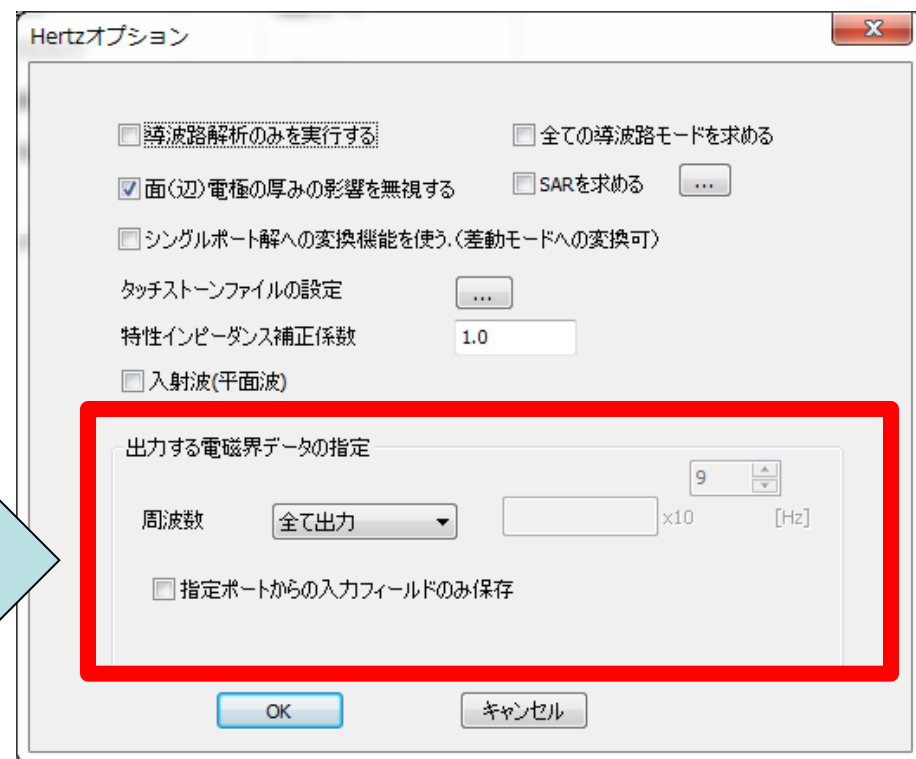 Hertzオプション
導波路解析のみを実行する
全ての導波路モードを求める
面(辺)電極の厚みの影響を無視する
SARを求める
...
シングルポート解への変換機能を使う.(差動モードへの変換可)
タッチストーンファイルの設定
...
特性インピーダンス補正係数
1.0
入射波(平面波)
出力する電磁界データの指定
9
周波数
全て出力
x10
[Hz]
指定ポートからの入力フィールドのみ保存
OK
キャンセル